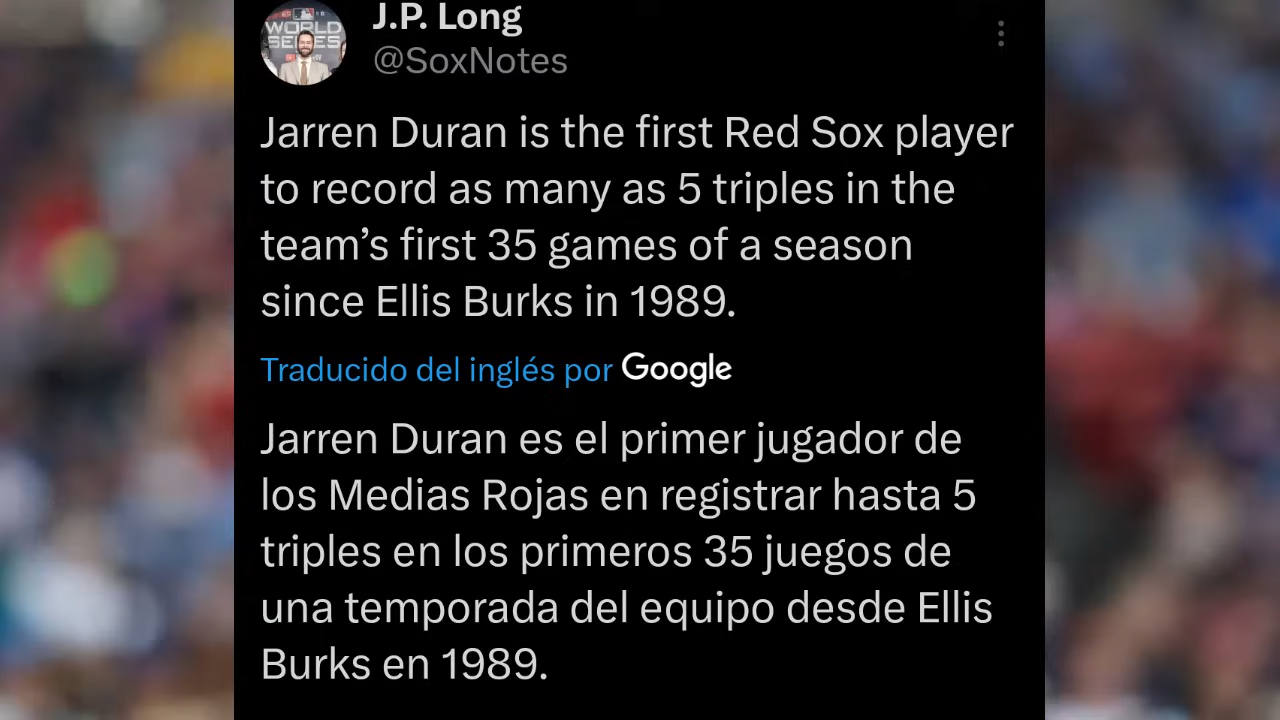 WORLD
SERIES
J.P. Long
@SoxNotes
Jarren Duran is the first Red Sox player
to record as many as 5 triples in the
team’s first 35 games of a season
since Ellis Burks in 1989.
Traducido del inglés por Google
Jarren Duran es el primer jugador de
los Medias Rojas en registrar hasta 5
triples en los primeros 35 juegos de
una temporada del equipo desde Ellis
Burks en 1989.